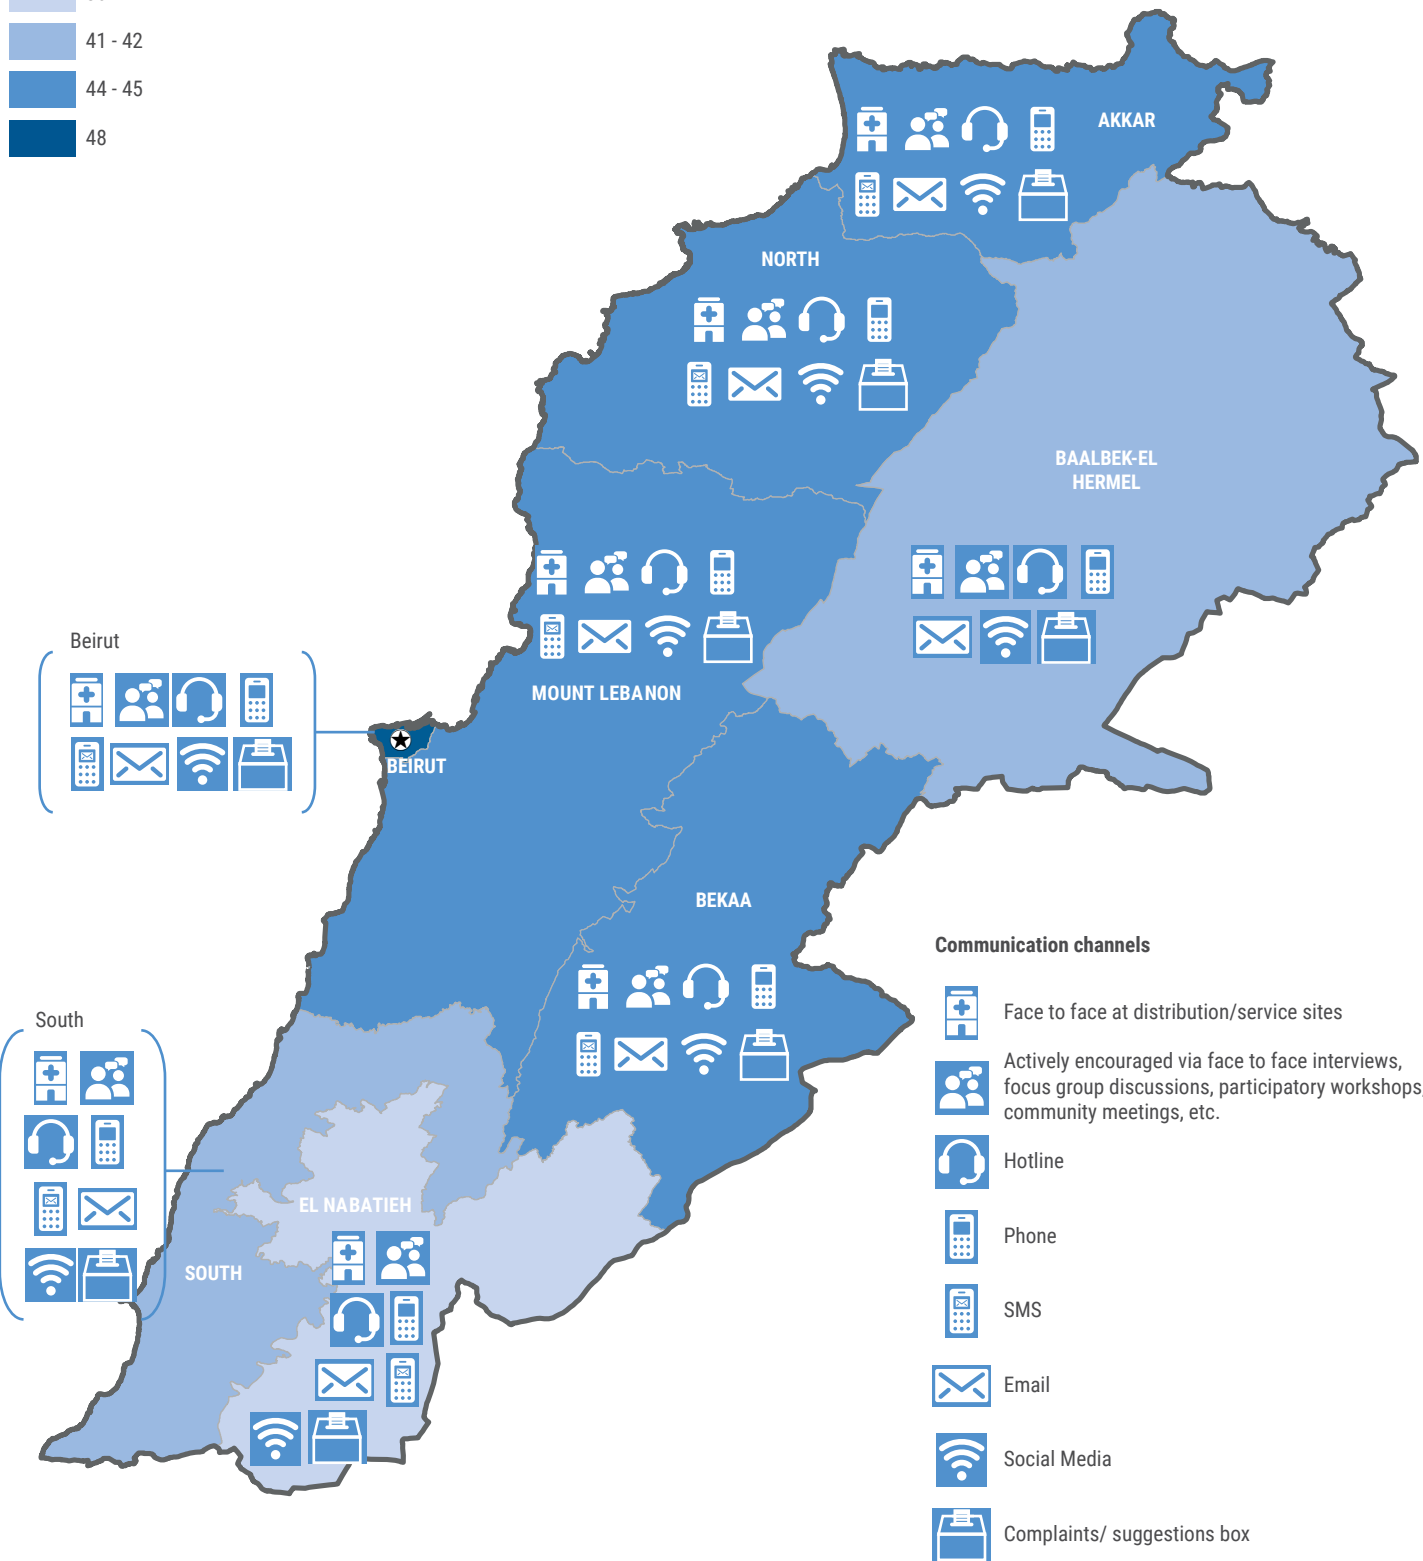 41 - 42
44 - 45
48
AKKAR
NORTH
BAALBEK-EL
HERMEL
Beirut
MOUNT LEBANON
BEIRUT
BEKAA
Communication channels
Face to face at distribution/service sites
South
Actively encouraged via face to face interviews,
focus group discussions, participatory workshops,
community meetings, etc.
Hotline
EL NABATIEH
Phone
SOUTH
SMS
Email
Social Media
Complaints/ suggestions box